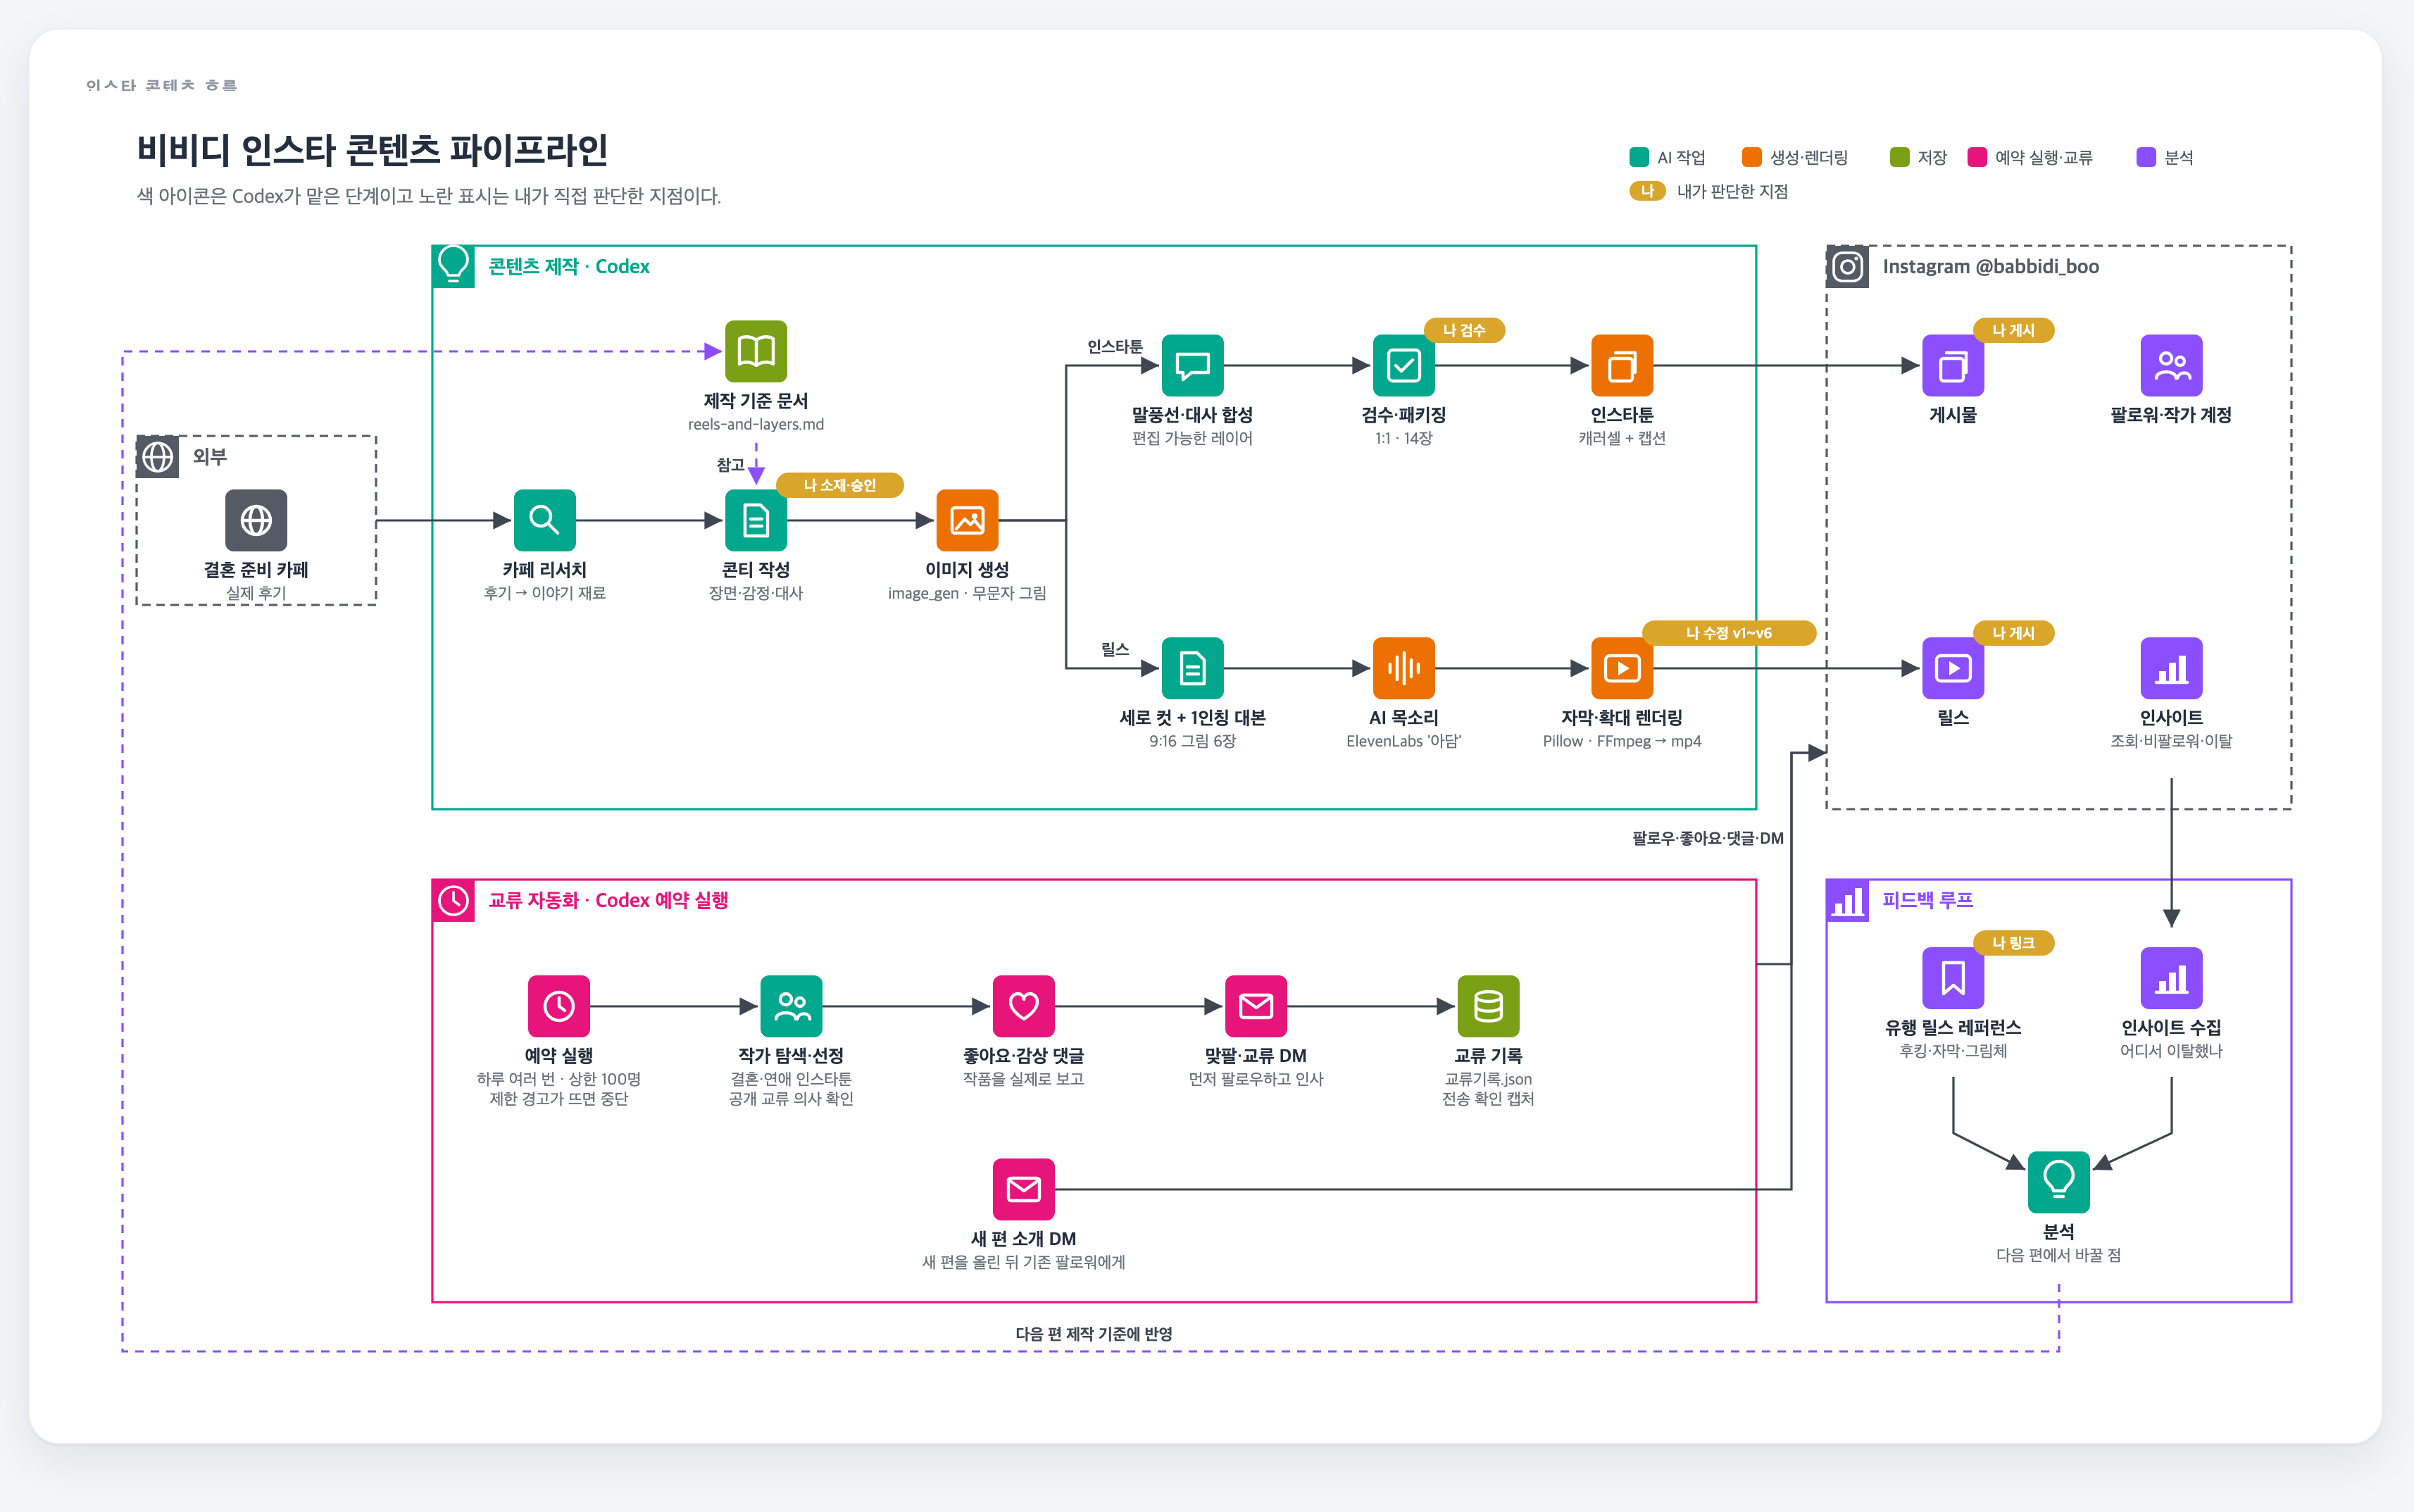 인스타 콘텐츠 흐름
비비디 인스타 콘텐츠 파이프라인
색 아이콘은 Codex가 맡은 단계이고 노란 표시는 내가 직접 판단한 지점이다.
AI 작업
생성·렌더링
저장
예약 실행·교류
분석
나
내가 판단한 지점
콘텐츠 제작 · Codex
Instagram @babbidi_boo
제작 기준 문서
reels-and-layers.md
참고
인스타툰
말풍선·대사 합성
편집 가능한 레이어
나 검수
검수·패키징
1:1 · 14장
인스타툰
캐러셀 + 캡션
나 게시
게시물
팔로워·작가 계정
외부
결혼 준비 카페
실제 후기
카페 리서치
후기 → 이야기 재료
나 소재·승인
콘티 작성
장면·감정·대사
이미지 생성
image_gen · 무문자 그림
릴스
세로 컷 + 1인칭 대본
9:16 그림 6장
AI 목소리
ElevenLabs '아담'
나 수정 v1~v6
자막·확대 렌더링
Pillow · FFmpeg → mp4
나 게시
릴스
인사이트
조회·비팔로워·이탈
팔로우·좋아요·댓글·DM
교류 자동화 · Codex 예약 실행
예약 실행
하루 여러 번 · 상한 100명
제한 경고가 뜨면 중단
작가 탐색·선정
결혼·연애 인스타툰
공개 교류 의사 확인
좋아요·감상 댓글
작품을 실제로 보고
맞팔·교류 DM
먼저 팔로우하고 인사
교류 기록
교류기록.json
전송 확인 캡처
새 편 소개 DM
새 편을 올린 뒤 기존 팔로워에게
피드백 루프
나 링크
유행 릴스 레퍼런스
후킹·자막·그림체
인사이트 수집
어디서 이탈했나
분석
다음 편에서 바꿀 점
다음 편 제작 기준에 반영